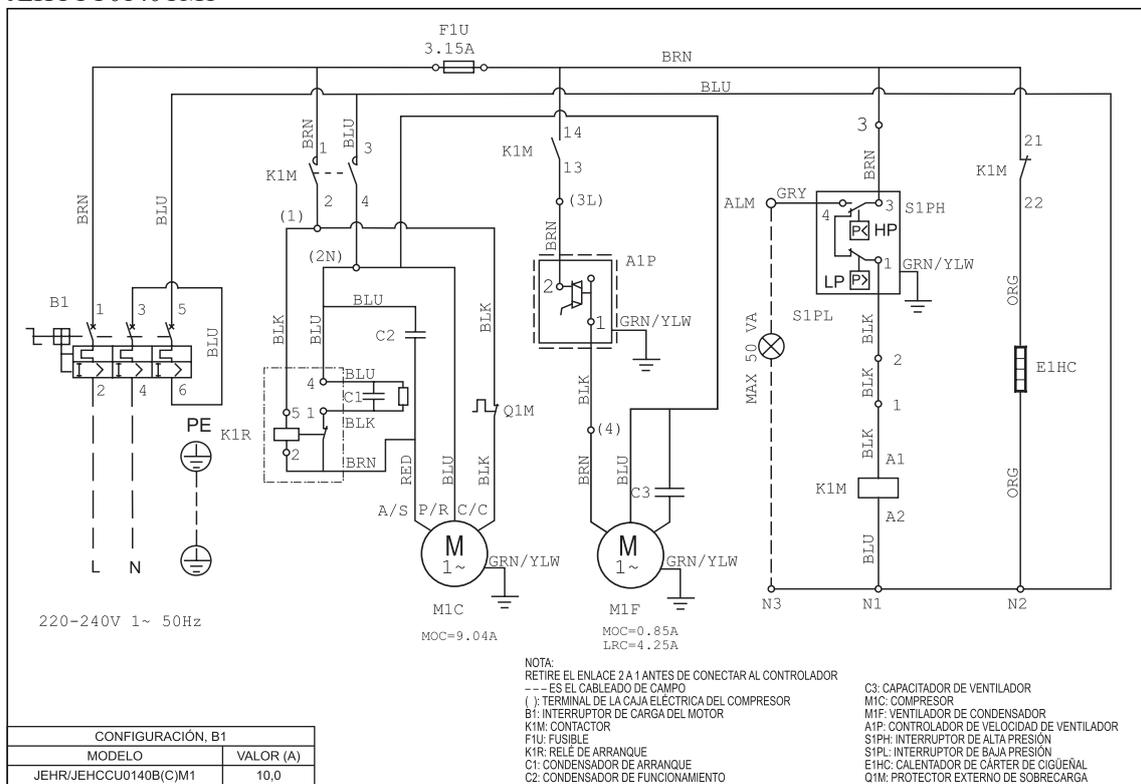 F1U
3.15A
BRN
BLU
BRN
BLU
1
3
K1M
2
4
(1)
(2N)
14
K1M
13
(3L)
BRN
A1P
2
1
GRN/YLW
BLK
(4)
BRN
BLU
C3
3
BRN
ALM
GRY
4
3
S1PH
P<
HP
LP
P>
1
GRN/YLW
S1PL
BLK
2
BLK
1
BLK
A1
K1M
A2
BLU
MAX 50 VA
21
K1M
22
ORG
E1HC
ORG
N3
N1
N2
BRN
BLU
B1
1
3
5
BLU
2
4
6
PE
L
N
220-240V 1~ 50Hz
BLK
BLU
BLU
C2
BLK
4
BLU
C1
5
1
BLK
K1R
2
BRN
Q1M
RED
BLU
BLK
A/S
P/R
C/C
M
1~
GRN/YLW
M1C
MOC=9.04A
M
1~
GRN/YLW
M1F
MOC=0.85A
LRC=4.25A
NOTA:
RETIRE EL ENLACE 2 A 1 ANTES DE CONECTAR AL CONTROLADOR
--- ES EL CABLEADO DE CAMPO
( ): TERMINAL DE LA CAJA ELÉCTRICA DEL COMPRESOR
B1: INTERRUPTOR DE CARGA DEL MOTOR
K1M: CONTACTOR
F1U: FUSIBLE
K1R: RELÉ DE ARRANQUE
C1: CONDENSADOR DE ARRANQUE
C2: CONDENSADOR DE FUNCIONAMIENTO
C3: CAPACITADOR DE VENTILADOR
M1C: COMPRESOR
M1F: VENTILADOR DE CONDENSADOR
A1P: CONTROLADOR DE VELOCIDAD DE VENTILADOR
S1PH: INTERRUPTOR DE ALTA PRESIÓN
S1PL: INTERRUPTOR DE BAJA PRESIÓN
E1HC: CALENTADOR DE CÁRTER DE CIGÜEÑAL
Q1M: PROTECTOR EXTERNO DE SOBRECARGA
CONFIGURACIÓN, B1
MODELO
VALOR (A)
JEHR/JEHCCU0140B(C)M1
10,0